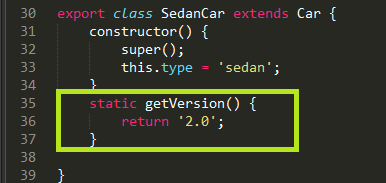 30 export class SedanCar extends Car {
31     constructor() {
32         super();
33         this.type = 'sedan';
34     }
35     static getVersion() {
36         return '2.0';
37     }
38
39 }